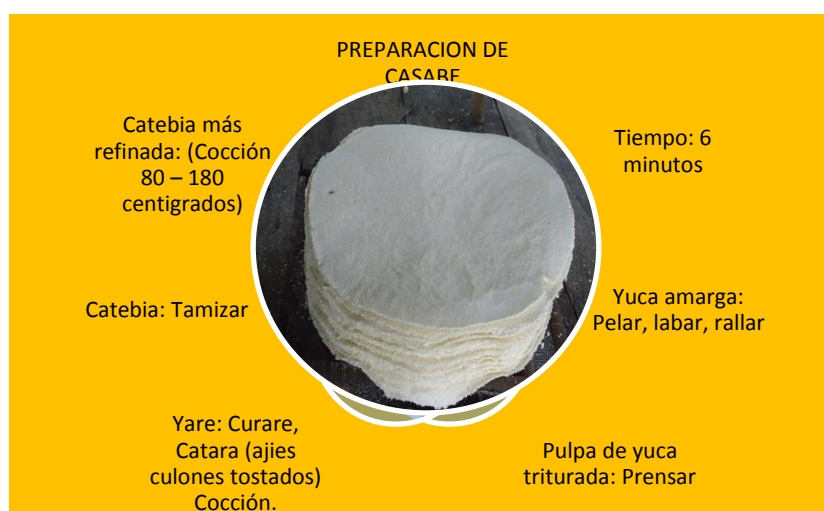 PREPARACION DE
CASABE
Catebia más
refinada: (Cocción
80 – 180
centigrados)
Tiempo: 6
minutos
Catebia: Tamizar
Yuca amarga:
Pelar, labar, rallar
Yare: Curare,
Catara (ajies
culones tostados)
Cocción.
Pulpa de yuca
triturada: Prensar